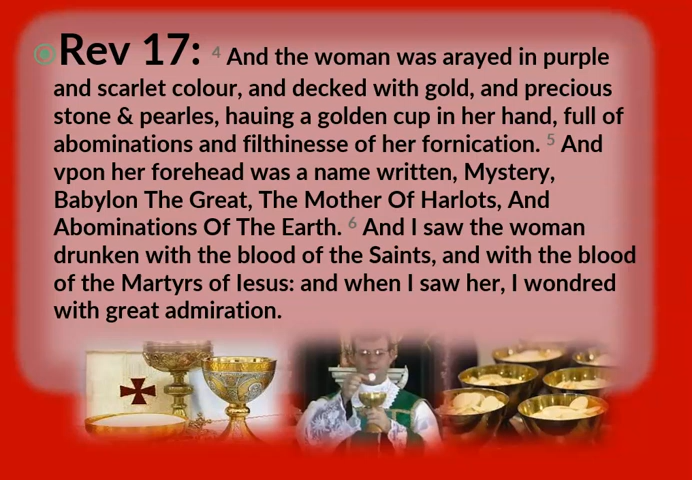 Rev 17: 4 And the woman was arayed in purple
and scarlet colour, and decked with gold, and precious
stone & pearles, hauing a golden cup in her hand, full of
abominations and filthinesse of her fornication. 5 And
vpon her forehead was a name written, Mystery,
Babylon The Great, The Mother Of Harlots, And
Abominations Of The Earth. 6 And I saw the woman
drunken with the blood of the Saints, and with the blood
of the Martyrs of Iesus: and when I saw her, I wondred
with great admiration.